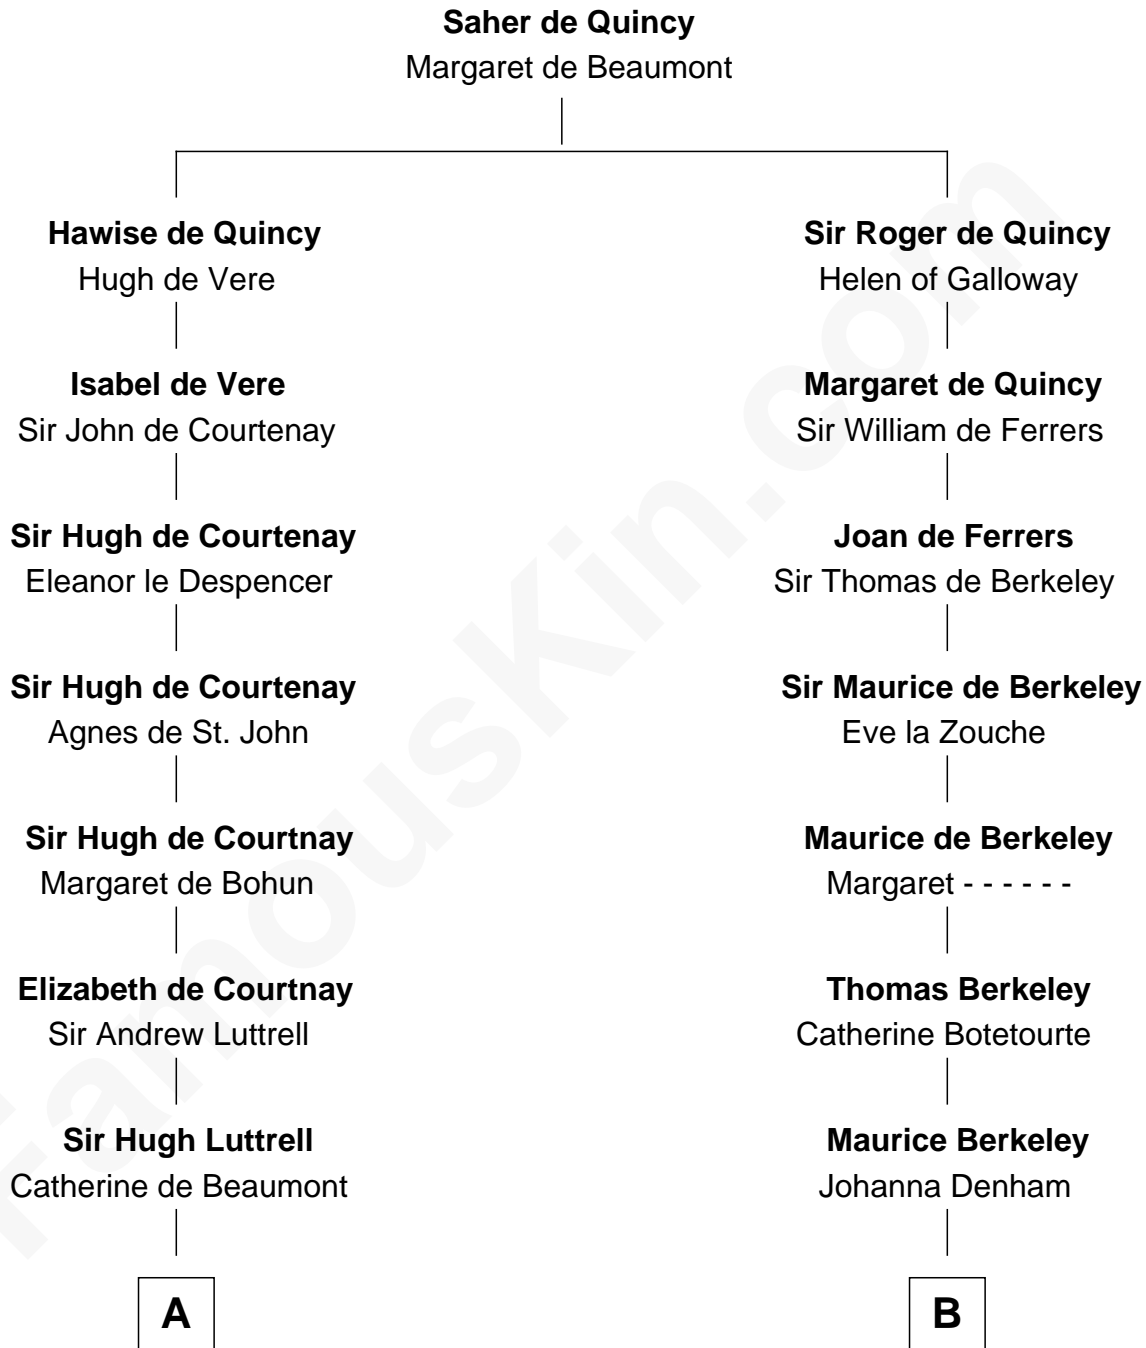 Saher de Quincy
Margaret de Beaumont
Hawise de Quincy
Hugh de Vere
Isabel de Vere
Sir John de Courtenay
Sir Hugh de Courtenay
Eleanor le Despencer
Sir Hugh de Courtenay
Agnes de St. John
Sir Hugh de Courtnay
Margaret de Bohun
Elizabeth de Courtnay
Sir Andrew Luttrell
Sir Hugh Luttrell
Catherine de Beaumont
A
Sir Roger de Quincy
Helen of Galloway
Margaret de Quincy
Sir William de Ferrers
Joan de Ferrers
Sir Thomas de Berkeley
Sir Maurice de Berkeley
Eve la Zouche
Maurice de Berkeley
Margaret - - - - - -
Thomas Berkeley
Catherine Botetourte
Maurice Berkeley
Johanna Denham
B
FamousKin.com